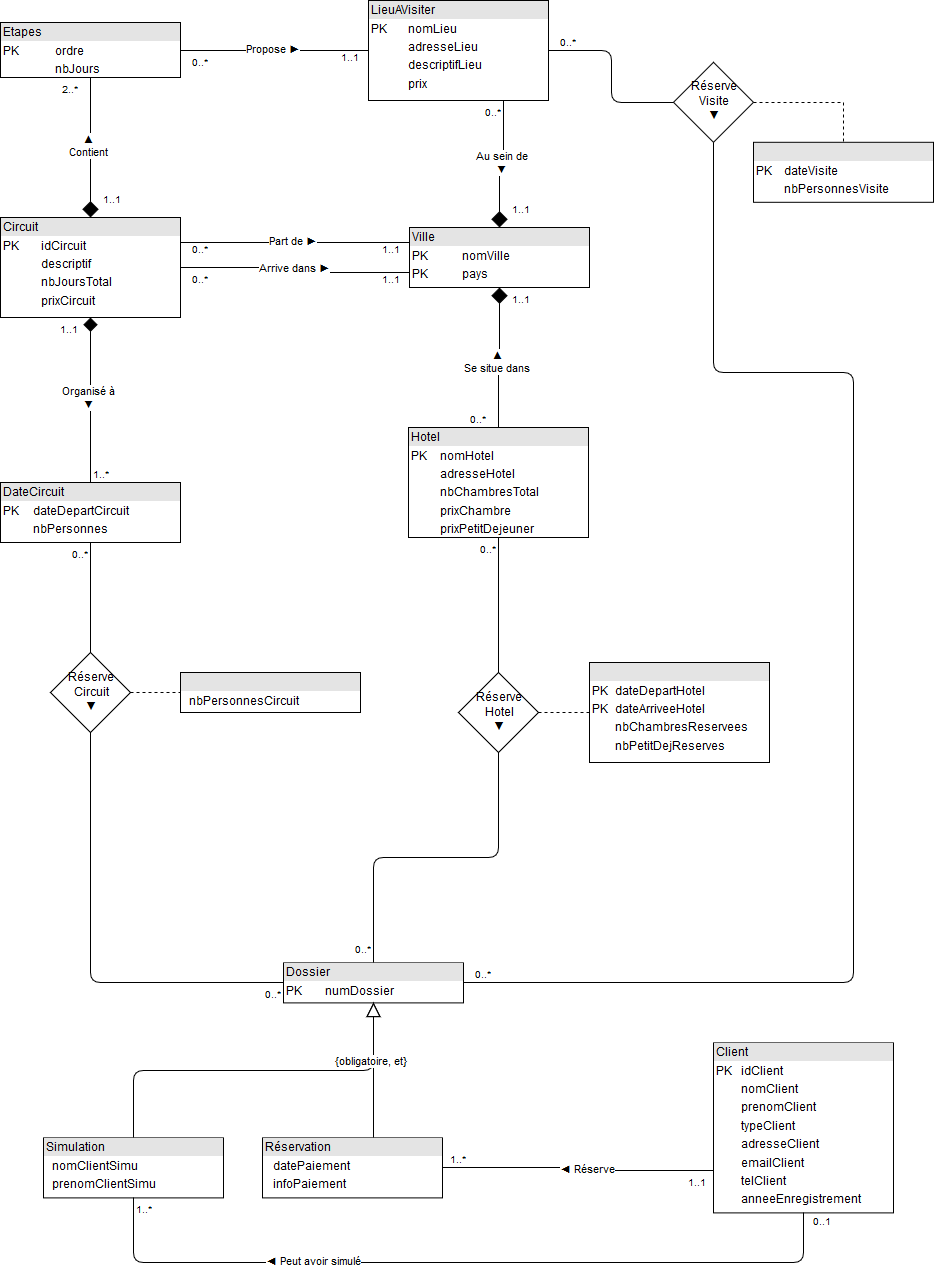 LieuAVisiter
PK nomLieu
adresseLieu
descriptifLieu
prix
Etapes
PK ordre
nbJours
Propose ►
0..*
1..1
0..*
Réserve
Visite
▼
PK dateVisite
nbPersonnesVisite
2..*
▲
Contient
1..1
0..*
Au sein de
▼
1..1
Circuit
PK idCircuit
descriptif
nbJoursTotal
prixCircuit
Part de ►
0..*
1..1
Arrive dans ►
0..*
1..1
Ville
PK nomVille
PK pays
1..1
▲
Se situe dans
0..*
1..1
Organisé à
▼
1..*
Hotel
PK nomHotel
adresseHotel
nbChambresTotal
prixChambre
prixPetitDejeuner
DateCircuit
PK dateDepartCircuit
nbPersonnes
0..*
0..*
Réserve
Circuit
▼
nbPersonnesCircuit
Réserve
Hotel
▼
PK dateDepartHotel
PK dateArriveeHotel
nbChambresReservees
nbPetitDejReserves
0..*
0..*
0..*
Dossier
PK numDossier
{obligatoire, et}
Client
PK idClient
nomClient
prenomClient
typeClient
adresseClient
emailClient
telClient
anneeEnregistrement
Simulation
nomClientSimu
prenomClientSimu
Réservation
datePaiement
infoPaiement
1..*
◄ Réserve
1..1
1..*
0..1
◄ Peut avoir simulé